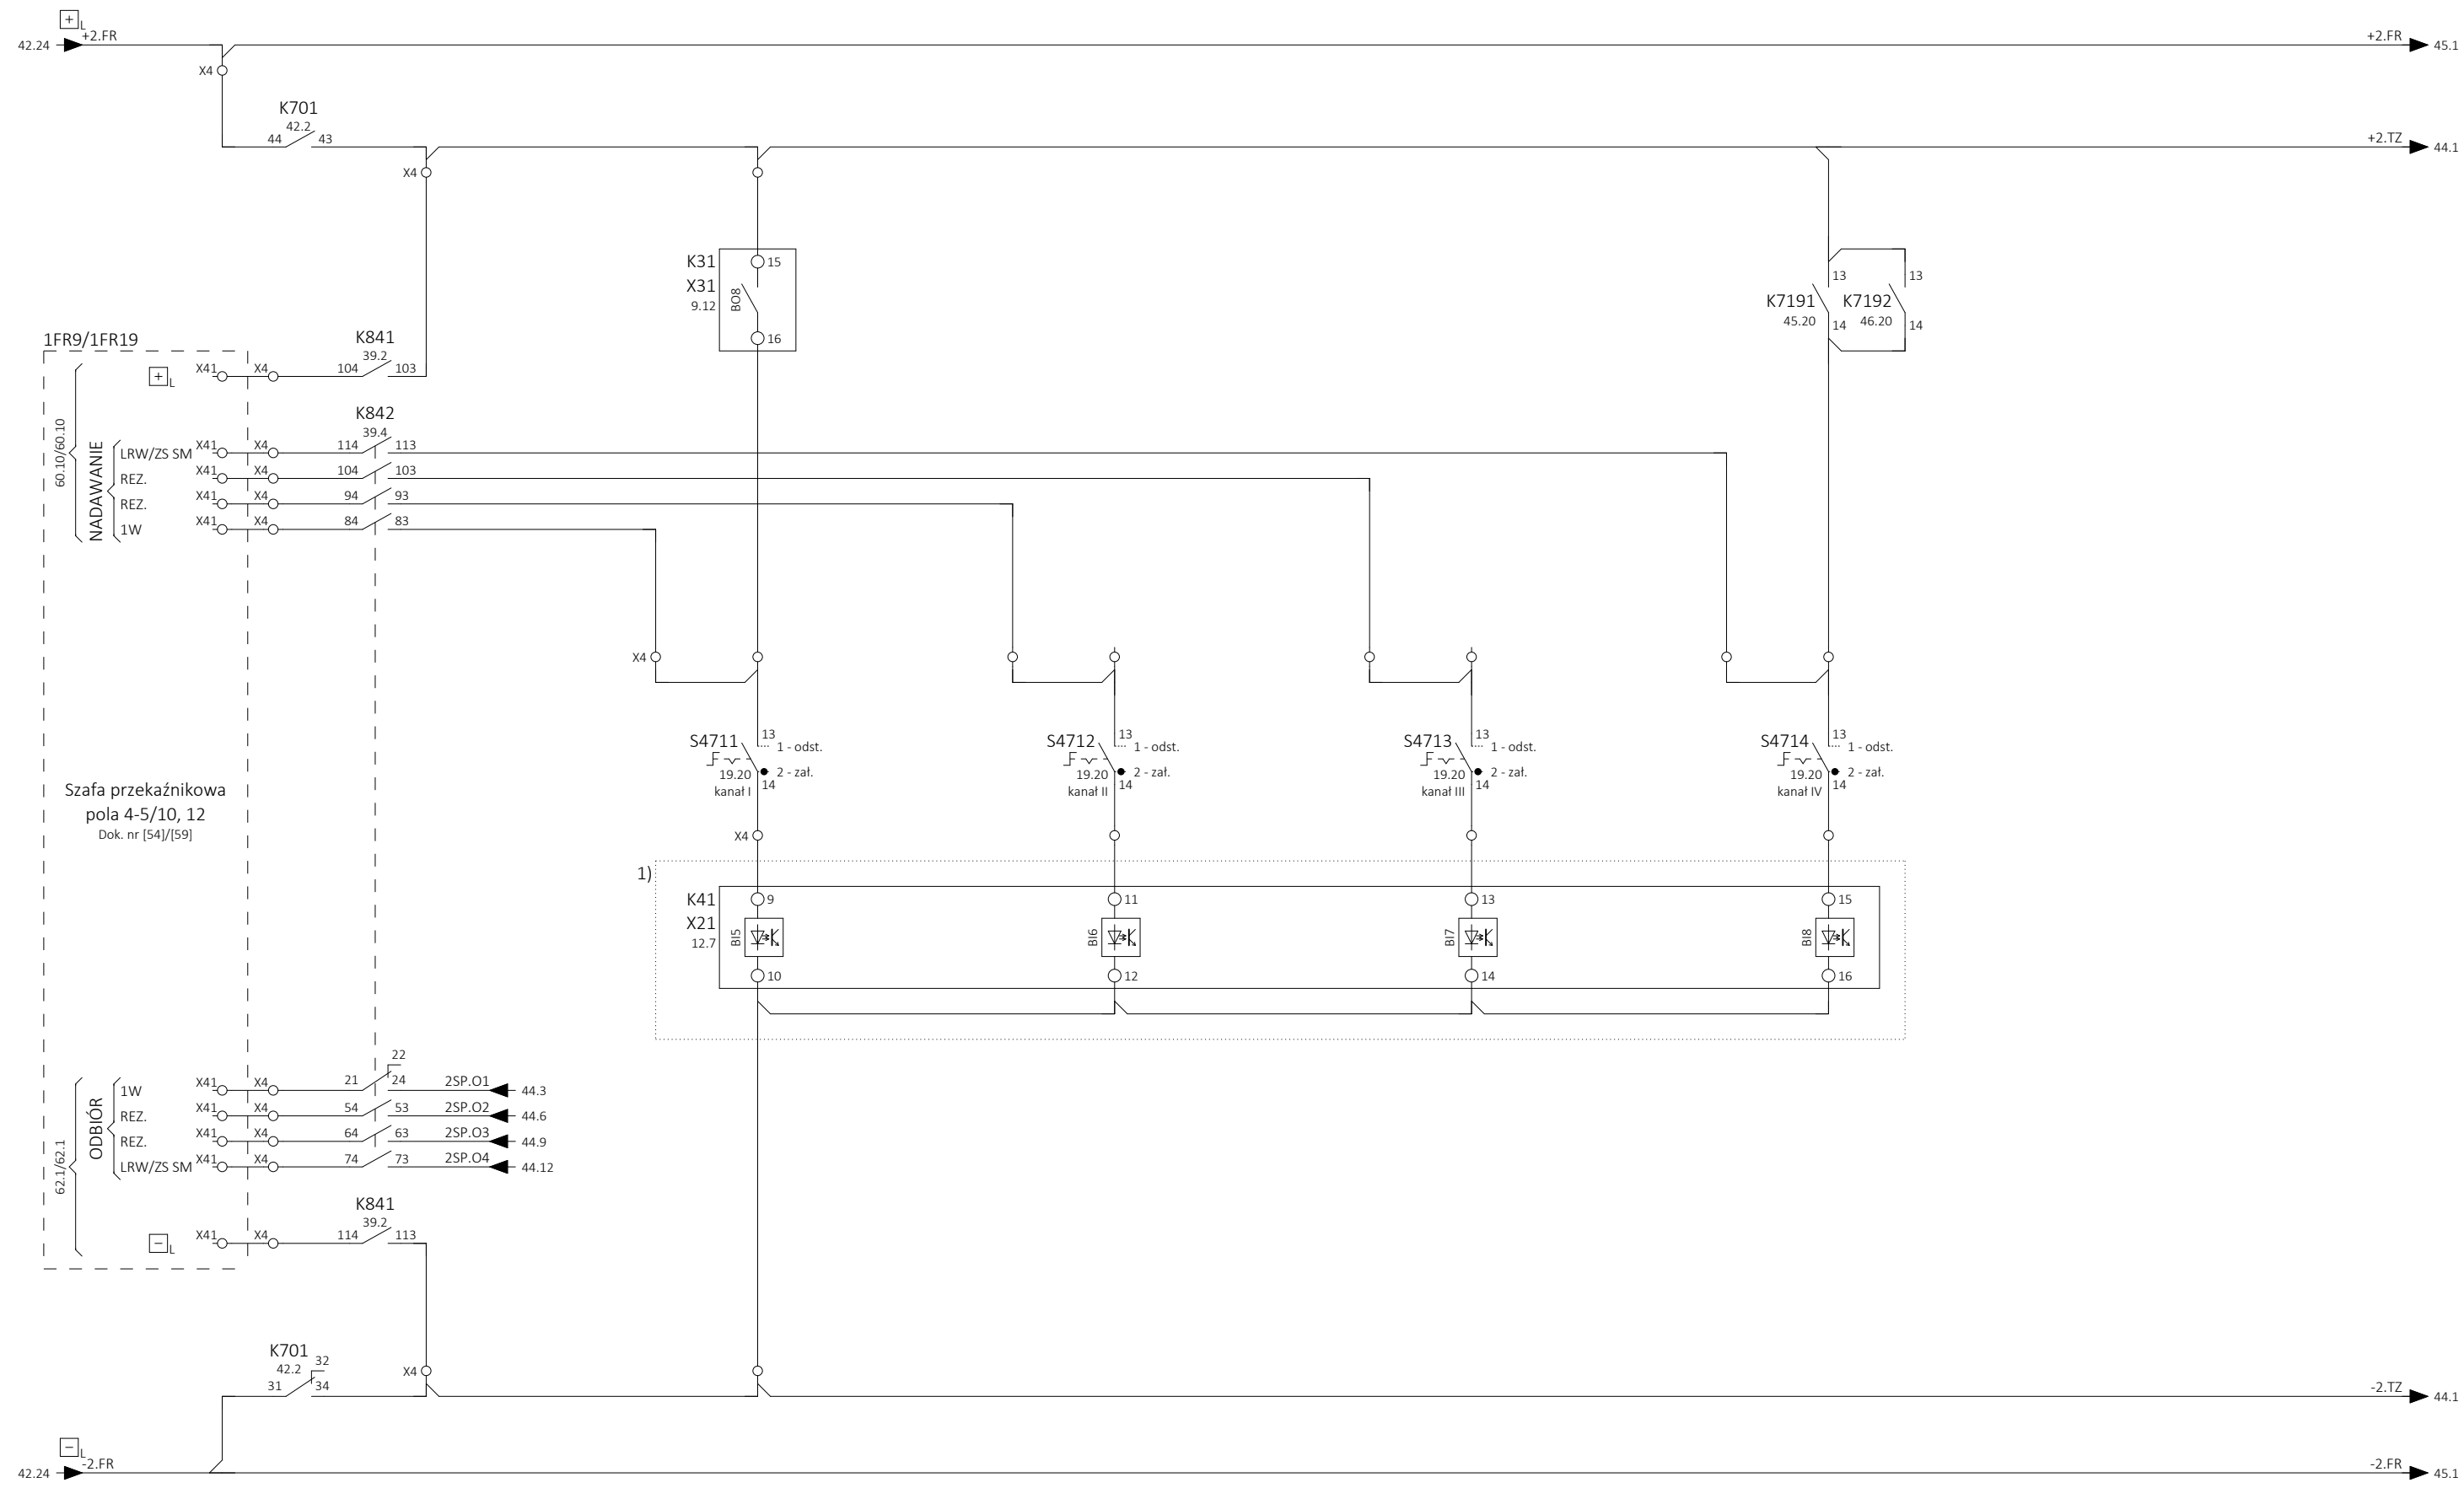 + L
42.24 +2.FR +2.FR 45.1
X4
K701
42.2
44 43 +2.TZ 44.1
X4
K31 15
X31
9.12 BO8
16
13 13
K7191 K7192
45.20 46.20
14 14
1FR9/1FR19
K841
39.2
+ L X41 X4 104 103
K842
39.4
60.10/60.10
NADAWANIE
LRW/ZS SM X41 X4 114 113
REZ. X41 X4 104 103
REZ. X41 X4 94 93
1W X41 X4 84 83
X4
S4711 13 1 - odst.
19.20 2 - zał.
kanał I 14
S4712 13 1 - odst.
19.20 2 - zał.
kanał II 14
S4713 13 1 - odst.
19.20 2 - zał.
kanał III 14
S4714 13 1 - odst.
19.20 2 - zał.
kanał IV 14
Szafa przekaźnikowa
pola 4-5/10, 12
Dok. nr [54]/[59]
X4
1)
K41 9 11 13 15
X21
12.7 BI5 BI6 BI7 BI8
10 12 14 16
22
62.1/62.1
ODBIÓR
1W X41 X4 21 24 2SP.O1 44.3
REZ. X41 X4 54 53 2SP.O2 44.6
REZ. X41 X4 64 63 2SP.O3 44.9
LRW/ZS SM X41 X4 74 73 2SP.O4 44.12
K841
39.2
− L X41 X4 114 113
K701
42.2 32
X4
31 34 -2.TZ 44.1
− L
42.24 -2.FR -2.FR 45.1